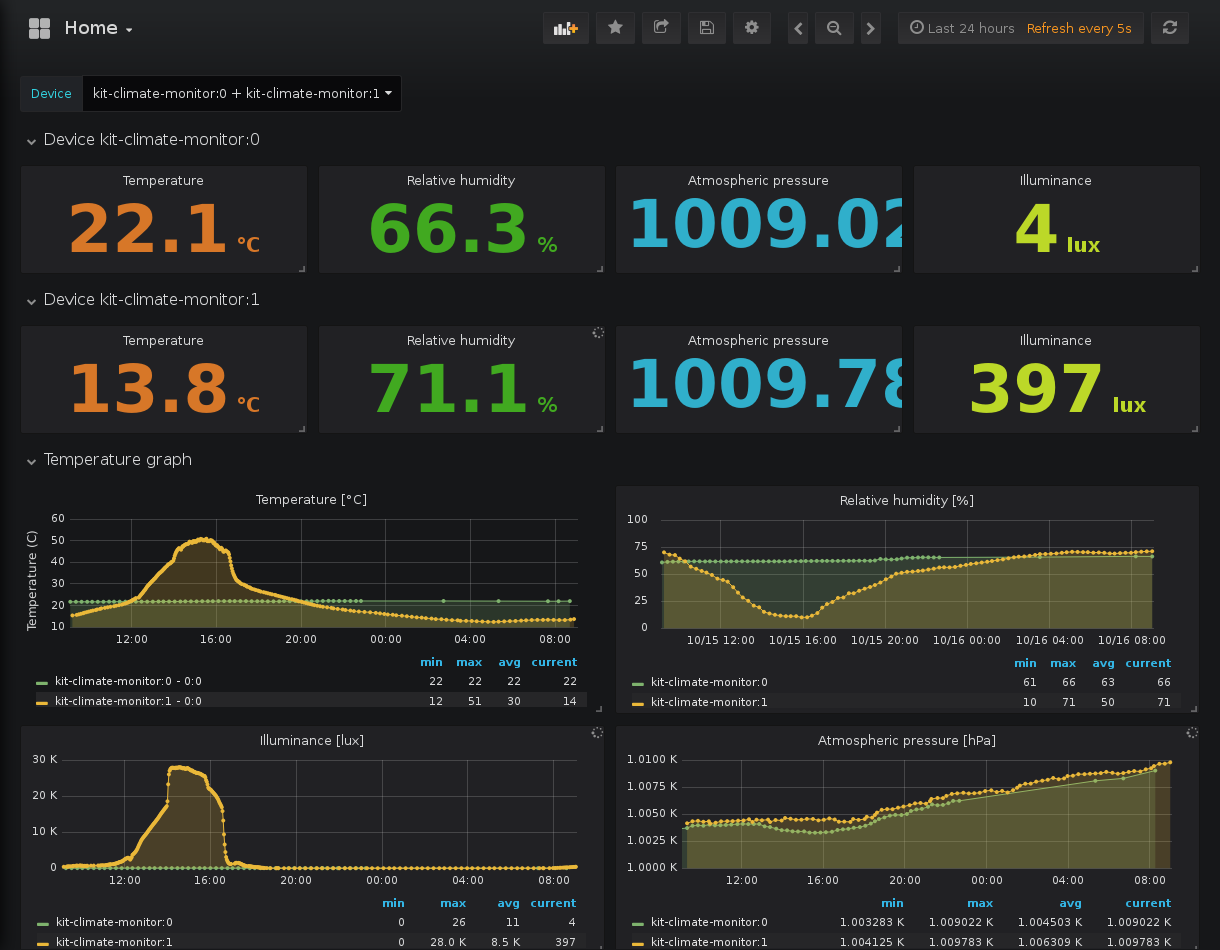 Home
Last 24 hours Refresh every 5s
Device kit-climate-monitor:0 + kit-climate-monitor:1
Device kit-climate-monitor:0
Temperature Relative humidity Atmospheric pressure Illuminance
22.1 °C 66.3 % 1009.02 4 lux
Device kit-climate-monitor:1
Temperature Relative humidity Atmospheric pressure Illuminance
13.8 °C 71.1 % 1009.78 397 lux
Temperature graph
Temperature [°C]
Temperature (C)
60
50
40
30
20
10
12:00 16:00 20:00 00:00 04:00 08:00
min max avg current
kit-climate-monitor:0 - 0:0 22 22 22 22
kit-climate-monitor:1 - 0:0 12 51 30 14
Relative humidity [%]
100
75
50
25
0
10/15 12:00 10/15 16:00 10/15 20:00 10/16 00:00 10/16 04:00 10/16 08:00
min max avg current
kit-climate-monitor:0 61 66 63 66
kit-climate-monitor:1 10 71 50 71
Illuminance [lux]
30 K
20 K
10 K
0
12:00 16:00 20:00 00:00 04:00 08:00
min max avg current
kit-climate-monitor:0 0 26 11 4
kit-climate-monitor:1 0 28.0 K 8.5 K 397
Atmospheric pressure [hPa]
1.0100 K
1.0075 K
1.0050 K
1.0025 K
1.0000 K
12:00 16:00 20:00 00:00 04:00 08:00
min max avg current
kit-climate-monitor:0 1.003283 K 1.009022 K 1.004503 K 1.009022 K
kit-climate-monitor:1 1.004125 K 1.009783 K 1.006309 K 1.009783 K